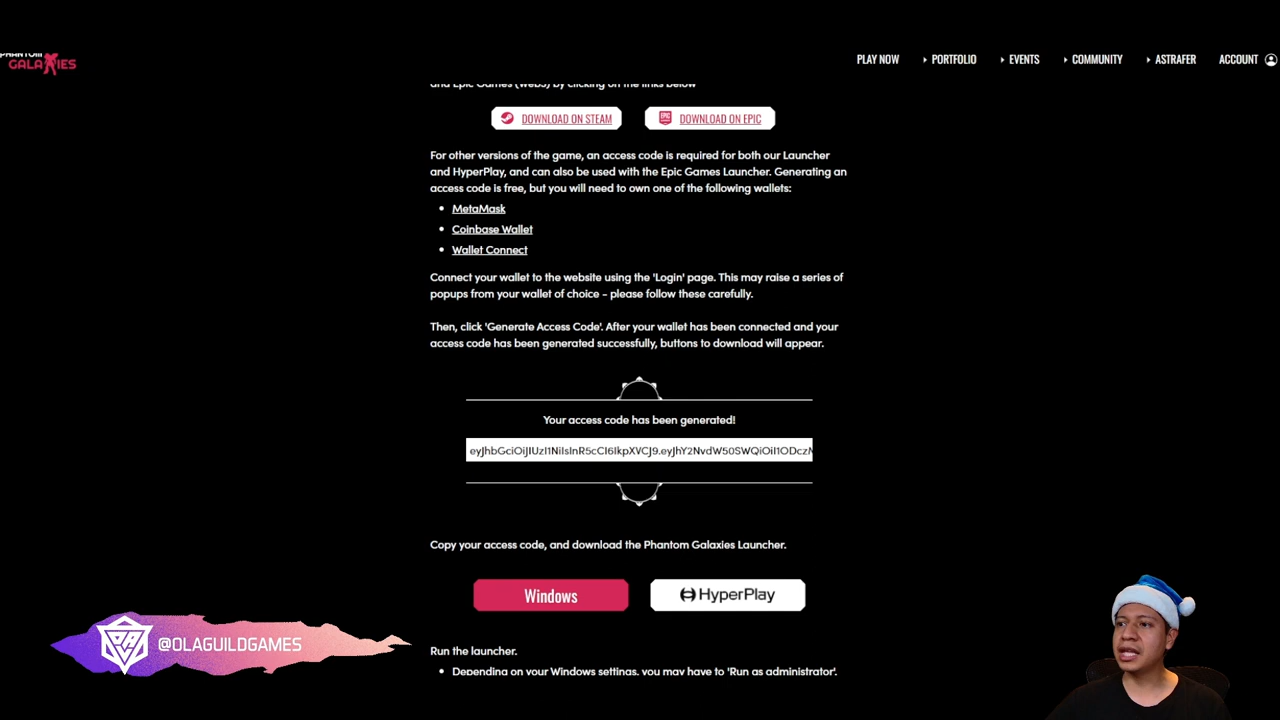 PHANTOM
GALAXIES
PLAY NOW
PORTFOLIO
EVENTS
COMMUNITY
ASTRAFER
ACCOUNT
and Epic Games (Web3) by clicking on the links below
DOWNLOAD ON STEAM
EPIC
DOWNLOAD ON EPIC
For other versions of the game, an access code is required for both our Launcher
and HyperPlay, and can also be used with the Epic Games Launcher. Generating an
access code is free, but you will need to own one of the following wallets:
• MetaMask
• Coinbase Wallet
• Wallet Connect
Connect your wallet to the website using the 'Login' page. This may raise a series of
popups from your wallet of choice - please follow these carefully.
Then, click 'Generate Access Code'. After your wallet has been connected and your
access code has been generated successfully, buttons to download will appear.
Your access code has been generated!
eyJhbGciOiJIUzI1NiIsInR5cCI6IkpXVCJ9.eyJhY2NvdW50SWQiOiI1ODczM
Copy your access code, and download the Phantom Galaxies Launcher.
Windows
HyperPlay
@OLAGUILDGAMES
Run the launcher.
• Depending on your Windows settings, you may have to 'Run as administrator'.